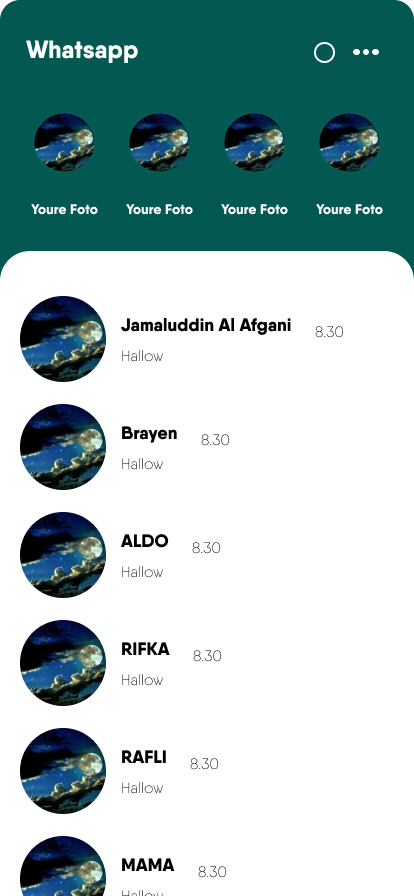 Whatsapp
Youre Foto Youre Foto Youre Foto Youre Foto
Jamaluddin Al Afgani 8.30
Hallow
Brayen 8.30
Hallow
ALDO 8.30
Hallow
RIFKA 8.30
Hallow
RAFLI 8.30
Hallow
MAMA 8.30
Hallow